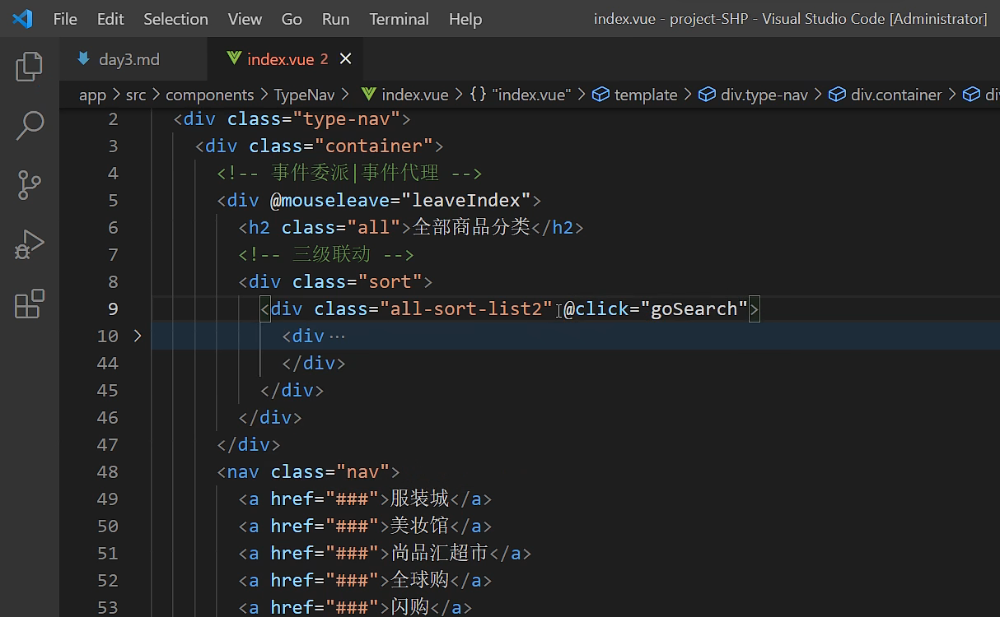 File Edit Selection View Go Run Terminal Help index.vue - project-SHP - Visual Studio Code [Administrator]
day3.md index.vue 2
app > src > components > TypeNav > index.vue > {} "index.vue" > template > div.type-nav > div.container > di
2 <div class="type-nav">
3 <div class="container">
4 <!-- 事件委派|事件代理 -->
5 <div @mouseleave="leaveIndex">
6 <h2 class="all">全部商品分类</h2>
7 <!-- 三级联动 -->
8 <div class="sort">
9 <div class="all-sort-list2" @click="goSearch">
10 <div ···
44 </div>
45 </div>
46 </div>
47 </div>
48 <nav class="nav">
49 <a href="###">服装城</a>
50 <a href="###">美妆馆</a>
51 <a href="###">尚品汇超市</a>
52 <a href="###">全球购</a>
53 <a href="###">闪购</a>